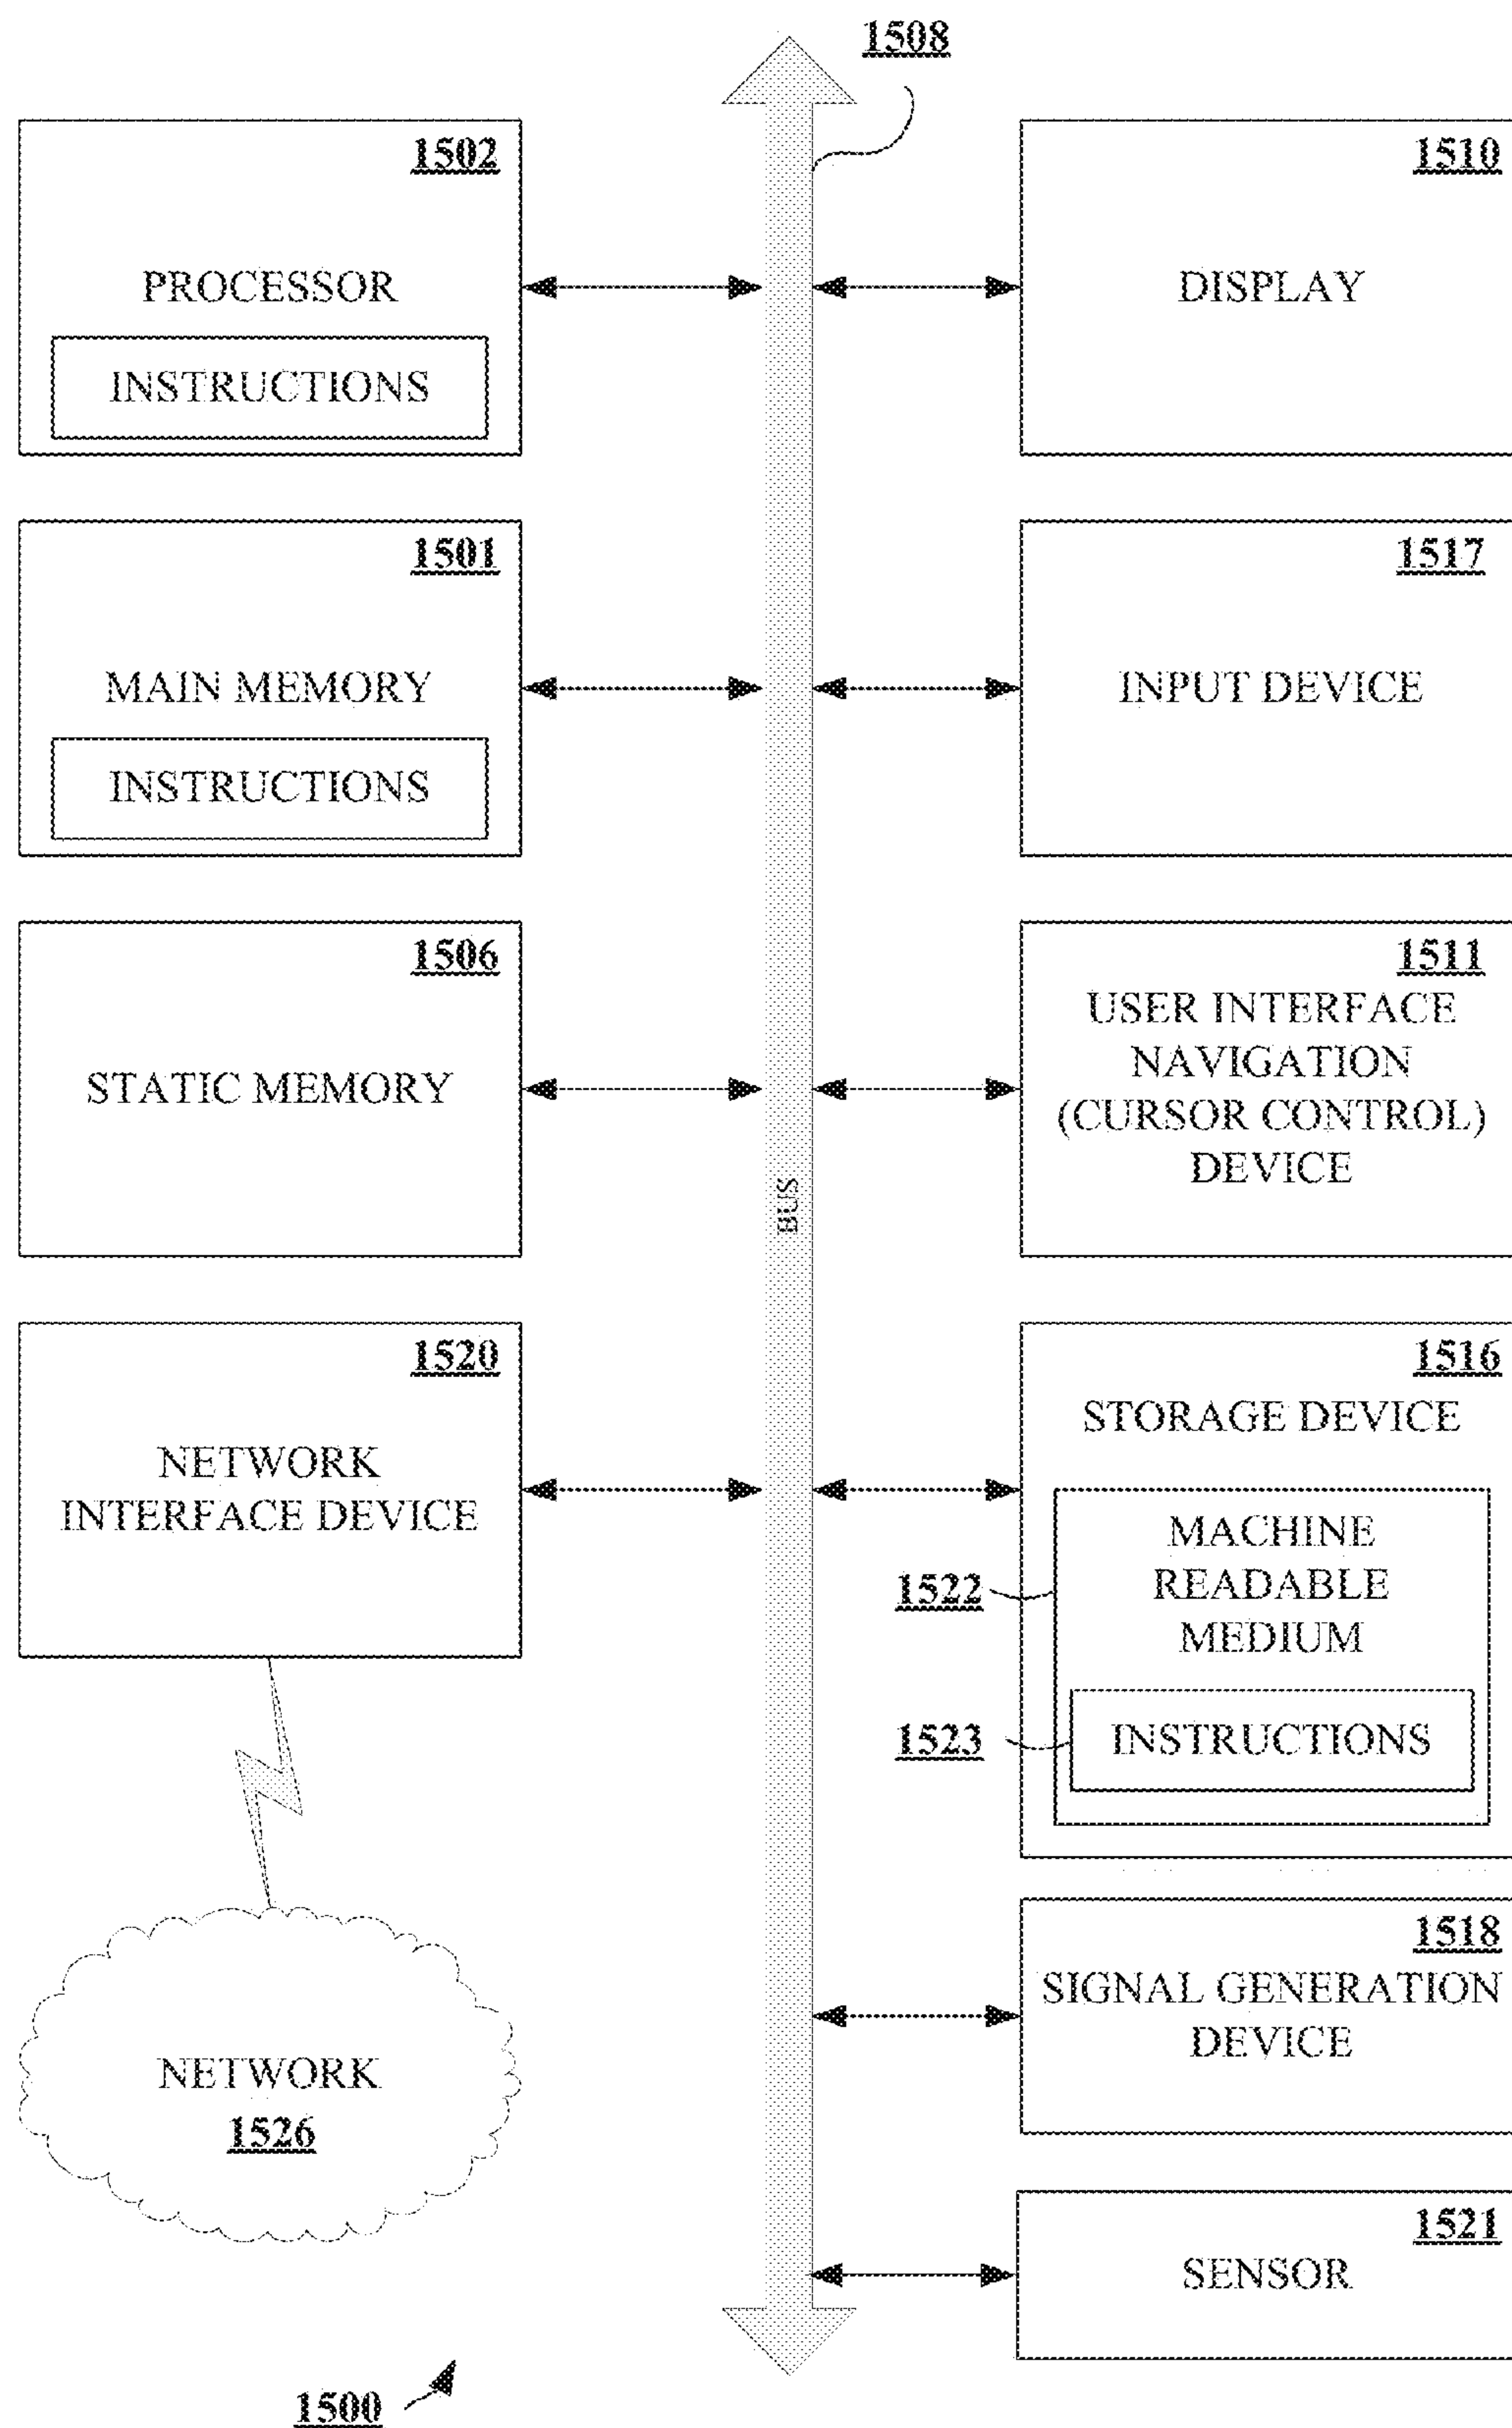 1508
1502
PROCESSOR
INSTRUCTIONS
1510
DISPLAY
1501
MAIN MEMORY
INSTRUCTIONS
1517
INPUT DEVICE
1506
STATIC MEMORY
1511
USER INTERFACE
NAVIGATION
(CURSOR CONTROL)
DEVICE
BUS
1520
NETWORK
INTERFACE DEVICE
1516
STORAGE DEVICE
MACHINE
READABLE
MEDIUM
1522
INSTRUCTIONS
1523
1518
SIGNAL GENERATION
DEVICE
NETWORK
1526
1521
SENSOR
1500